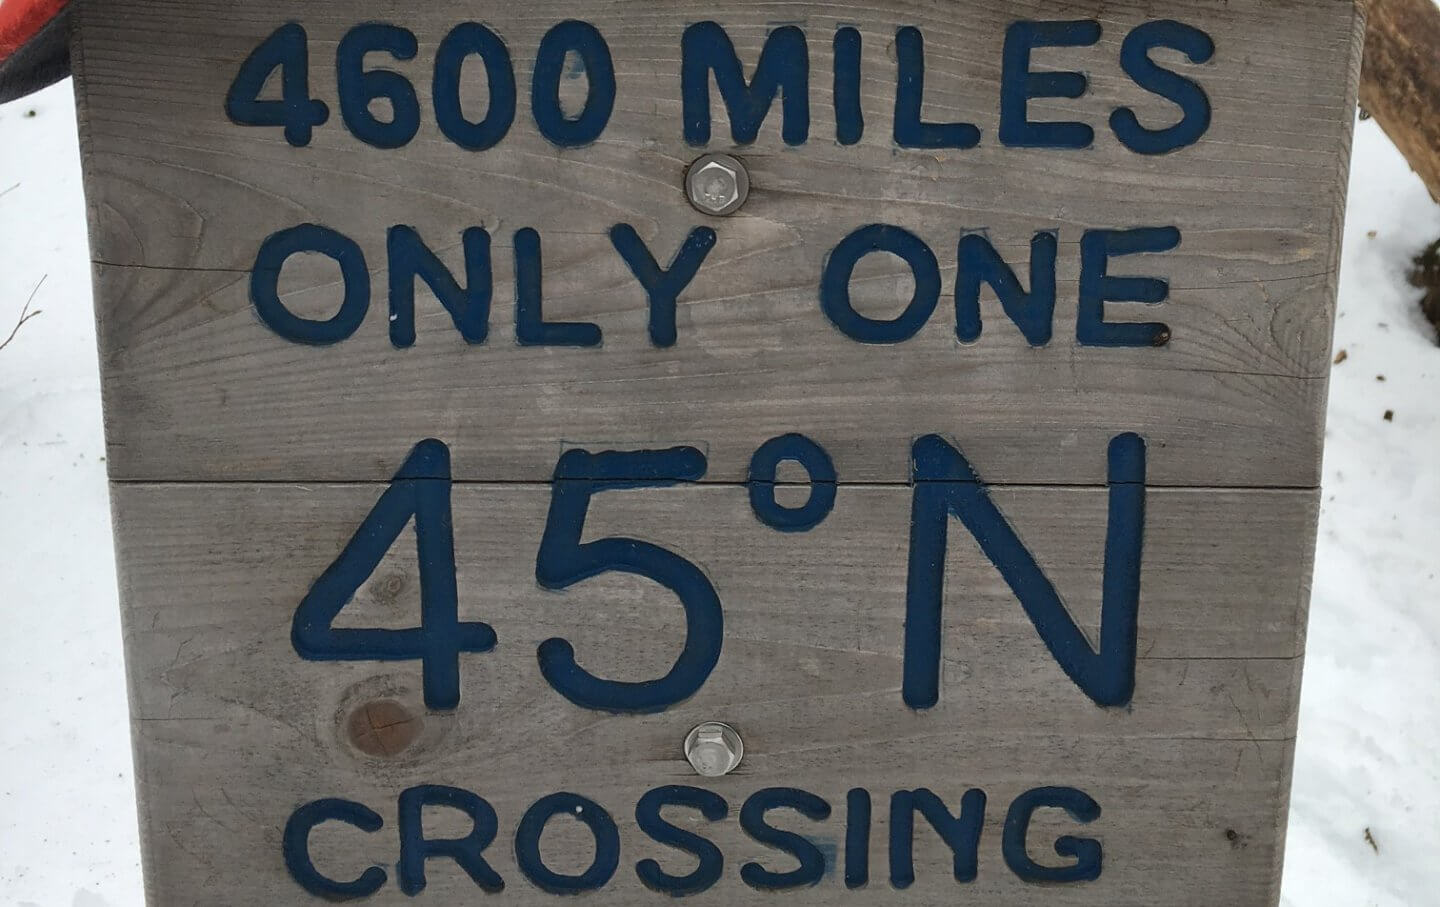 4600 MILES
ONLY ONE
45°N
CROSSING